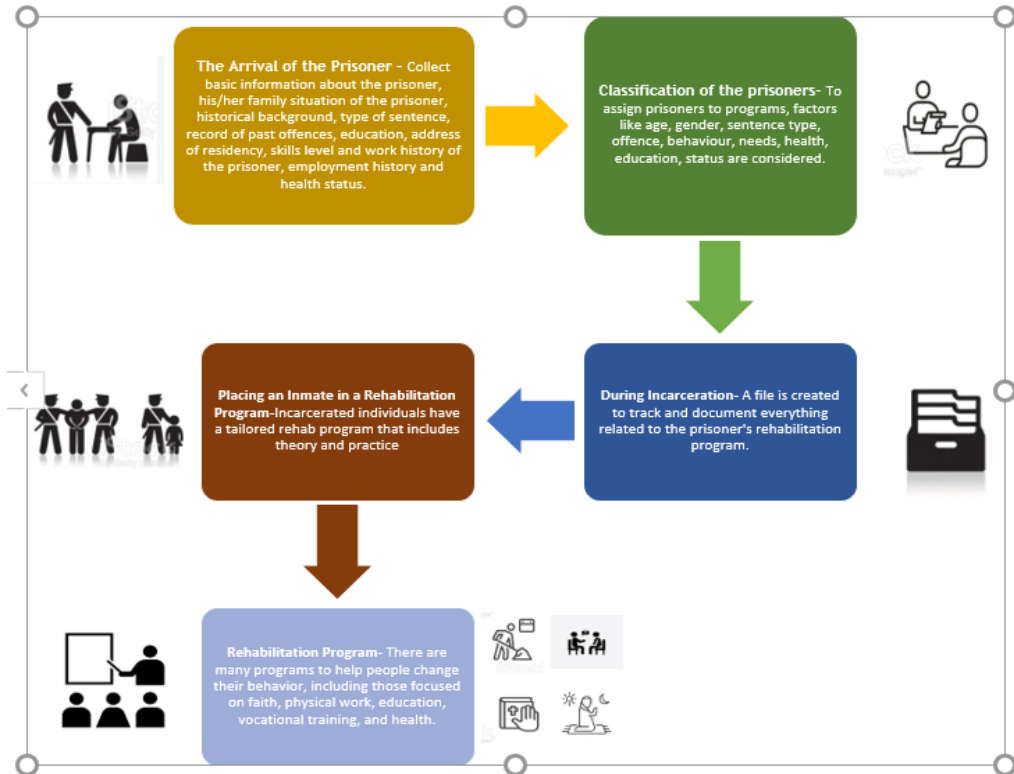 The Arrival of the Prisoner - Collect
basic information about the prisoner,
his/her family situation of the prisoner,
historical background, type of sentence,
record of past offences, education, address
of residency, skills level and work history of
the prisoner, employment history and
health status.
Classification of the prisoners- To
assign prisoners to programs, factors
like age, gender, sentence type,
offence, behaviour, needs, health,
education, status are considered.
During Incarceration- A file is created
to track and document everything
related to the prisoner's rehabilitation
program.
Placing an Inmate in a Rehabilitation
Program-Incarcerated individuals have
a tailored rehab program that includes
theory and practice
Rehabilitation Program- There are
many programs to help people change
their behavior, including those focused
on faith, physical work, education,
vocational training, and health.